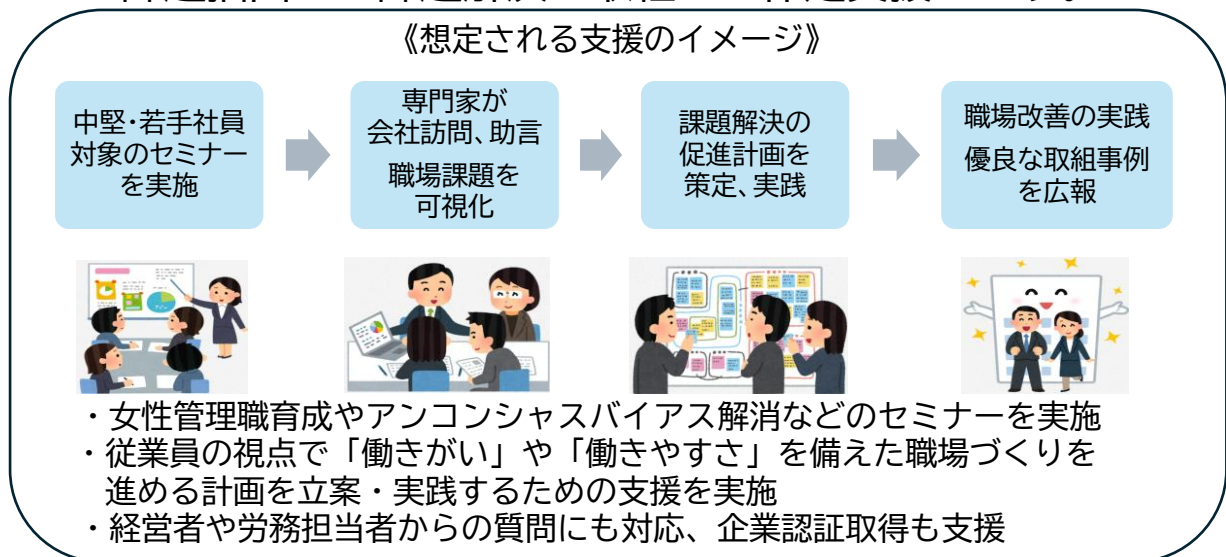 《想定される支援のイメージ》
中堅・若手社員
対象のセミナー
を実施
専門家が
会社訪問、助言
職場課題を
可視化
課題解決の
促進計画を
策定、実践
職場改善の実践
優良な取組事例
を広報
・女性管理職育成やアンコンシャスバイアス解消などのセミナーを実施
・従業員の視点で「働きがい」や「働きやすさ」を備えた職場づくりを
進める計画を立案・実践するための支援を実施
・経営者や労務担当者からの質問にも対応、企業認証取得も支援